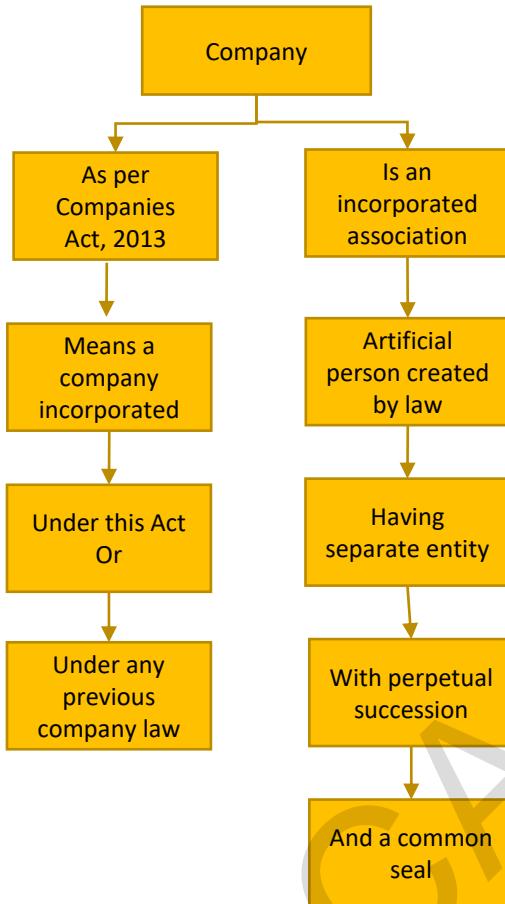 Company
As per
Companies
Act, 2013
Means a
company
incorporated
Under this Act
Or
Under any
previous
company law
Is an
incorporated
association
Artificial
person created
by law
Having
separate entity
With perpetual
succession
And a common
seal
CA